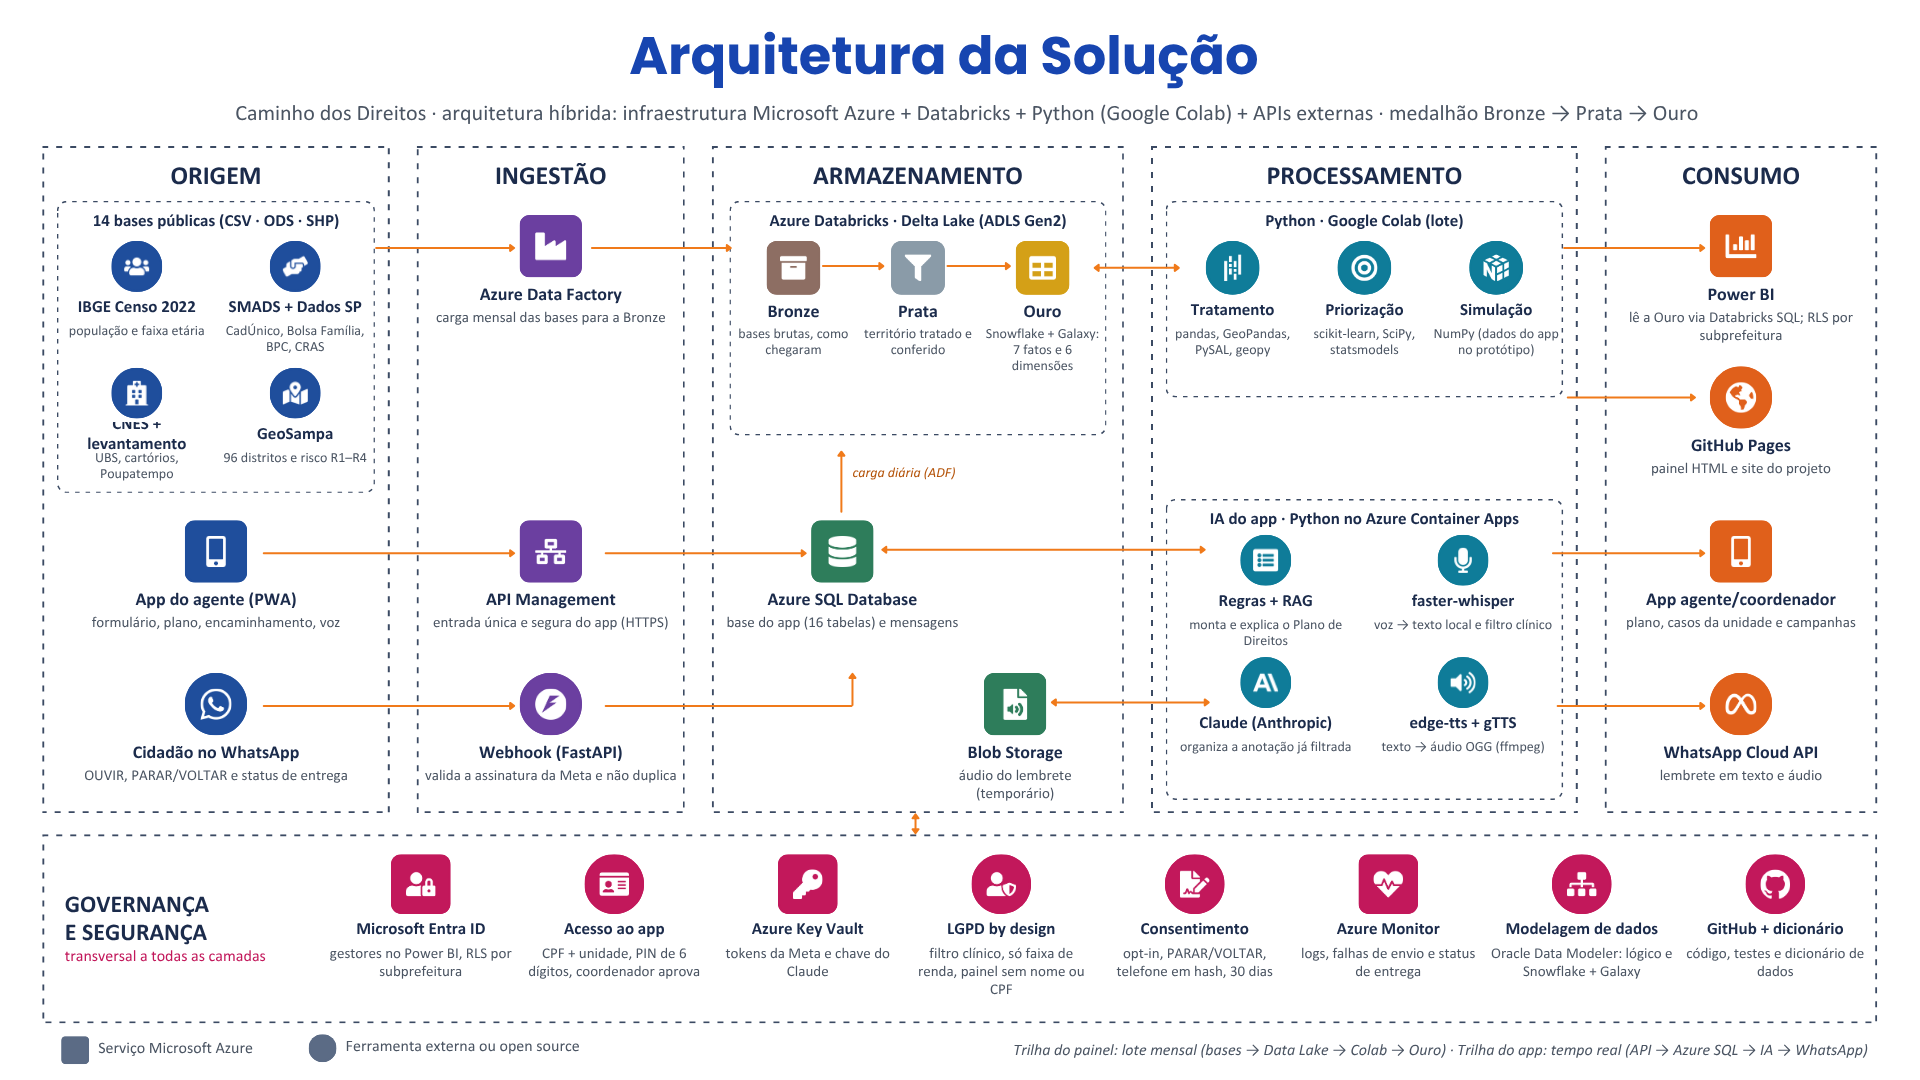 Arquitetura da Solução
Caminho dos Direitos · arquitetura híbrida: infraestrutura Microsoft Azure + Databricks + Python (Google Colab) + APIs externas · medalhão Bronze → Prata → Ouro
ORIGEM
14 bases públicas (CSV · ODS · SHP)
IBGE Censo 2022
população e faixa etária
SMADS + Dados SP
CadÚnico, Bolsa Família,
BPC, CRAS
CNES +
levantamento
UBS, cartórios,
Poupatempo
GeoSampa
96 distritos e risco R1–R4
App do agente (PWA)
formulário, plano, encaminhamento, voz
Cidadão no WhatsApp
OUVIR, PARAR/VOLTAR e status de entrega
INGESTÃO
Azure Data Factory
carga mensal das bases para a Bronze
API Management
entrada única e segura do app (HTTPS)
Webhook (FastAPI)
valida a assinatura da Meta e não duplica
ARMAZENAMENTO
Azure Databricks · Delta Lake (ADLS Gen2)
Bronze
bases brutas, como
chegaram
Prata
território tratado e
conferido
Ouro
Snowflake + Galaxy:
7 fatos e 6
dimensões
carga diária (ADF)
Azure SQL Database
base do app (16 tabelas) e mensagens
Blob Storage
áudio do lembrete
(temporário)
PROCESSAMENTO
Python · Google Colab (lote)
Tratamento
pandas, GeoPandas,
PySAL, geopy
Priorização
scikit-learn, SciPy,
statsmodels
Simulação
NumPy (dados do app
no protótipo)
IA do app · Python no Azure Container Apps
Regras + RAG
monta e explica o Plano de
Direitos
faster-whisper
voz → texto local e filtro clínico
Claude (Anthropic)
organiza a anotação já filtrada
edge-tts + gTTS
texto → áudio OGG (ffmpeg)
CONSUMO
Power BI
lê a Ouro via Databricks SQL; RLS por
subprefeitura
GitHub Pages
painel HTML e site do projeto
App agente/coordenador
plano, casos da unidade e campanhas
WhatsApp Cloud API
lembrete em texto e áudio
GOVERNANÇA
E SEGURANÇA
transversal a todas as camadas
Microsoft Entra ID
gestores no Power BI, RLS por
subprefeitura
Acesso ao app
CPF + unidade, PIN de 6
dígitos, coordenador aprova
Azure Key Vault
tokens da Meta e chave do
Claude
LGPD by design
filtro clínico, só faixa de
renda, painel sem nome ou
CPF
Consentimento
opt-in, PARAR/VOLTAR,
telefone em hash, 30 dias
Azure Monitor
logs, falhas de envio e status
de entrega
Modelagem de dados
Oracle Data Modeler: lógico e
Snowflake + Galaxy
GitHub + dicionário
código, testes e dicionário de
dados
Serviço Microsoft Azure
Ferramenta externa ou open source
Trilha do painel: lote mensal (bases → Data Lake → Colab → Ouro) · Trilha do app: tempo real (API → Azure SQL → IA → WhatsApp)